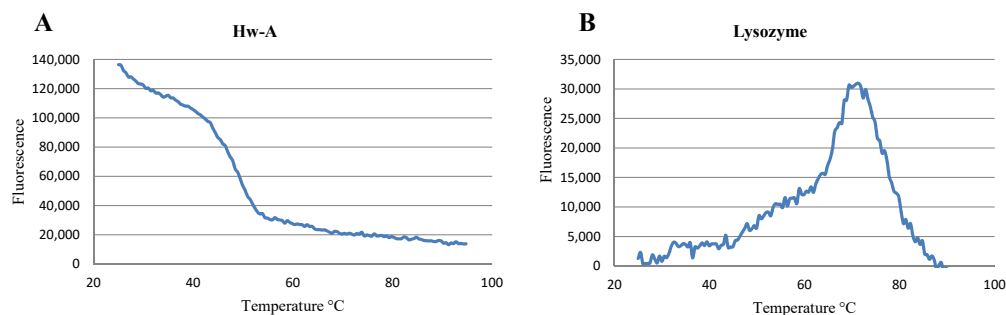 A
Hw-A
140,000
120,000
100,000
80,000
60,000
40,000
20,000
0
20 40 60 80 100
Fluorescence
Temperature °C
B
Lysozyme
35,000
30,000
25,000
20,000
15,000
10,000
5,000
0
20 40 60 80 100
Fluorescence
Temperature °C